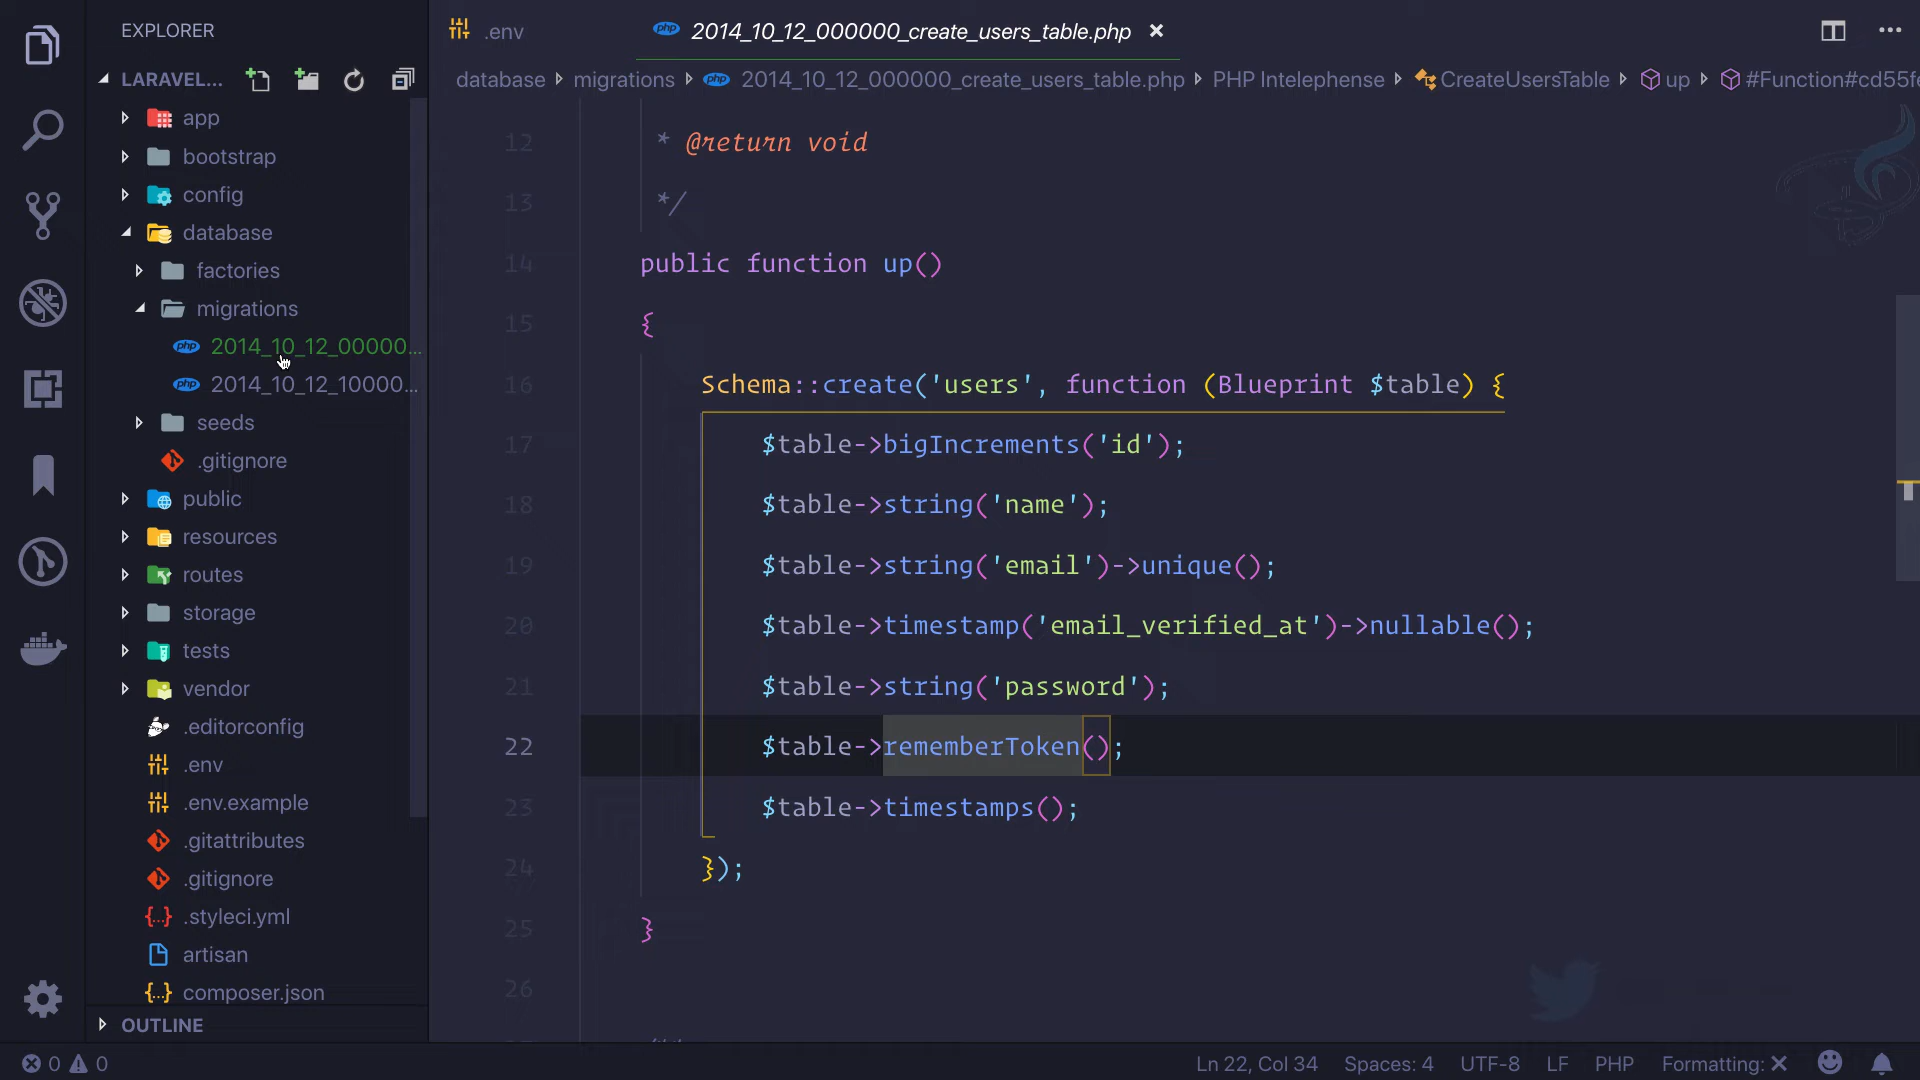 EXPLORER
LARAVEL...
app
bootstrap
config
database
factories
migrations
php 2014_10_12_00000...
php 2014_10_12_10000...
seeds
.gitignore
public
resources
routes
storage
tests
vendor
.editorconfig
.env
.env.example
.gitattributes
.gitignore
{...} .styleci.yml
artisan
{...} composer.json
OUTLINE
.env
php 2014_10_12_000000_create_users_table.php
database migrations php 2014_10_12_000000_create_users_table.php PHP Intelephense CreateUsersTable up #Function#cd55f
12 * @return void
13 */
14 public function up()
15 {
16 Schema::create('users', function (Blueprint $table) {
17 $table->bigIncrements('id');
18 $table->string('name');
19 $table->string('email')->unique();
20 $table->timestamp('email_verified_at')->nullable();
21 $table->string('password');
22 $table->rememberToken();
23 $table->timestamps();
24 });
25 }
26
0 0 Ln 22, Col 34 Spaces: 4 UTF-8 LF PHP Formatting: ✕